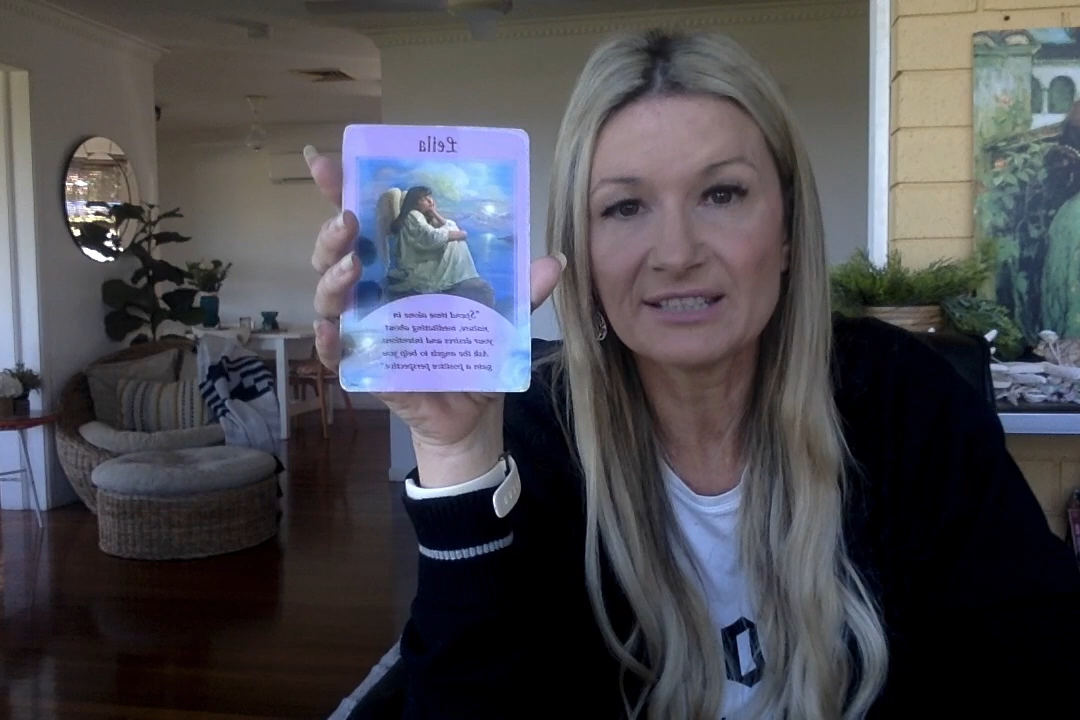 Leila
"Spend time alone in
nature, meditating about
your desires and intentions.
Ask the angels to help you
gain a positive perspective"